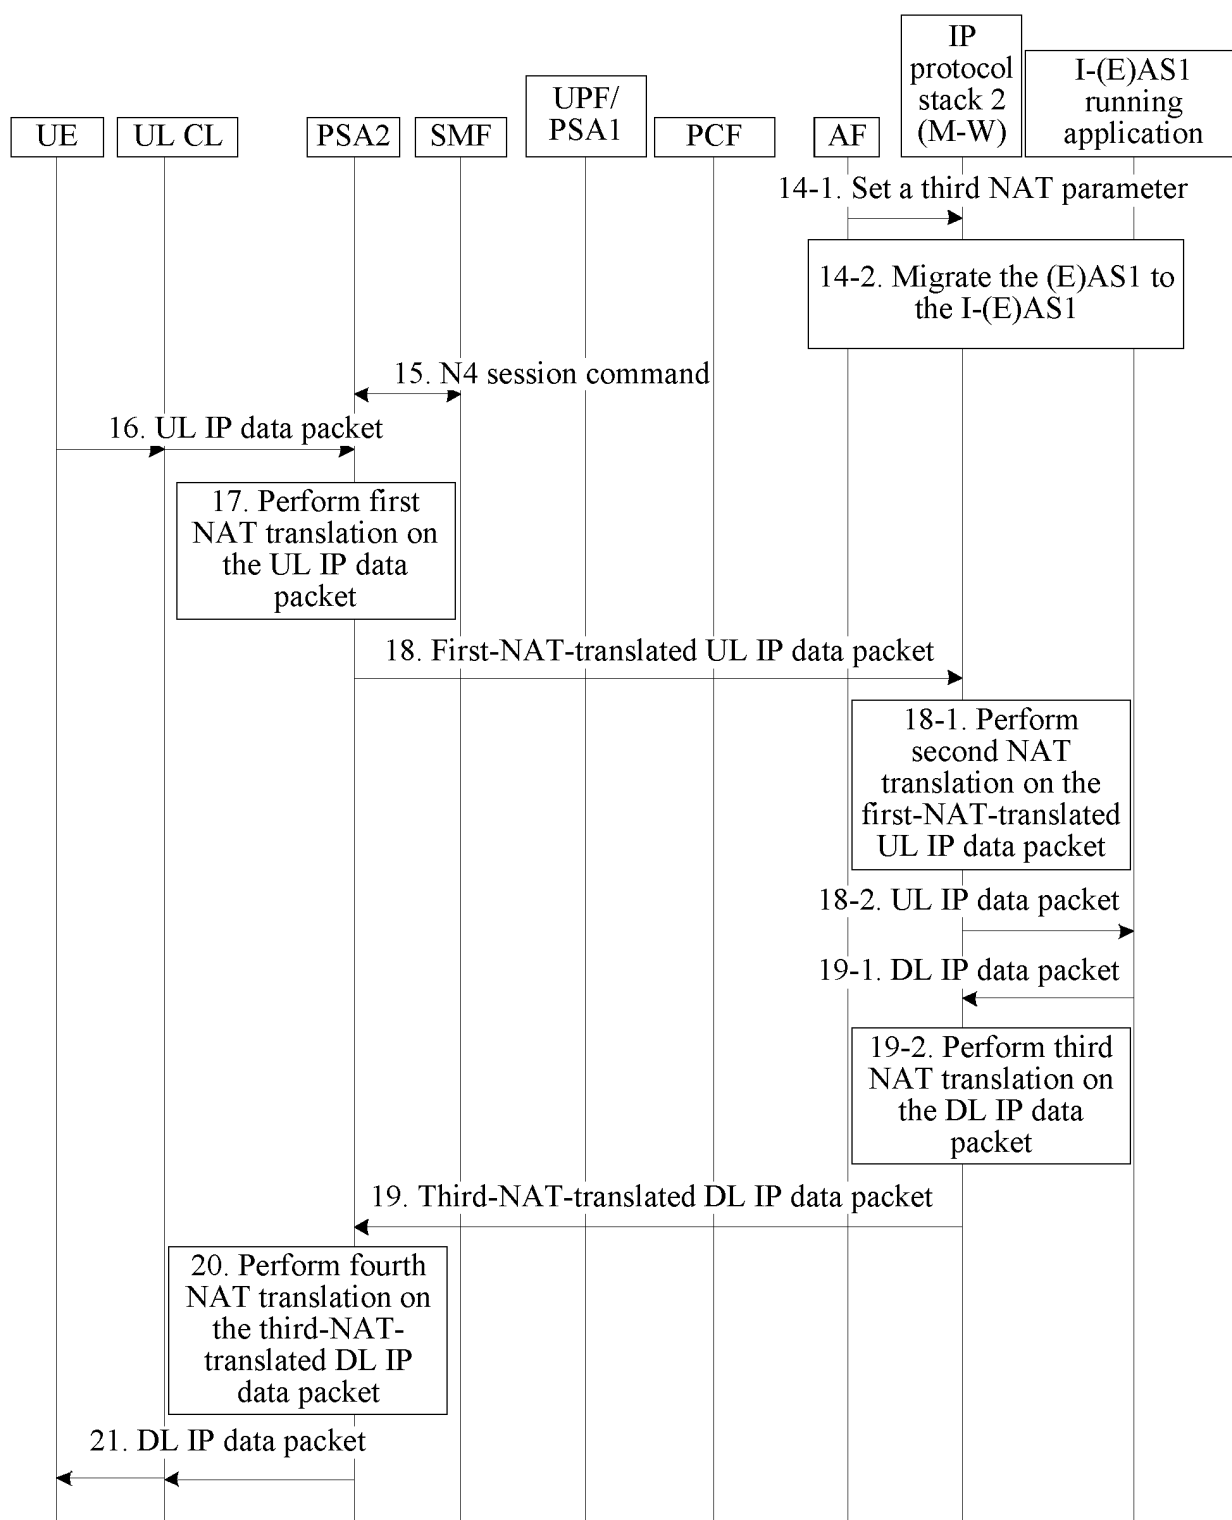 UE
UL CL
PSA2
SMF
UPF/
PSA1
PCF
AF
IP
protocol
stack 2
(M-W)
I-(E)AS1
running
application
14-1. Set a third NAT parameter
14-2. Migrate the (E)AS1 to
the I-(E)AS1
15. N4 session command
16. UL IP data packet
17. Perform first
NAT translation on
the UL IP data
packet
18. First-NAT-translated UL IP data packet
18-1. Perform
second NAT
translation on the
first-NAT-translated
UL IP data packet
18-2. UL IP data packet
19-1. DL IP data packet
19-2. Perform third
NAT translation on
the DL IP data
packet
19. Third-NAT-translated DL IP data packet
20. Perform fourth
NAT translation on
the third-NAT-
translated DL IP
data packet
21. DL IP data packet